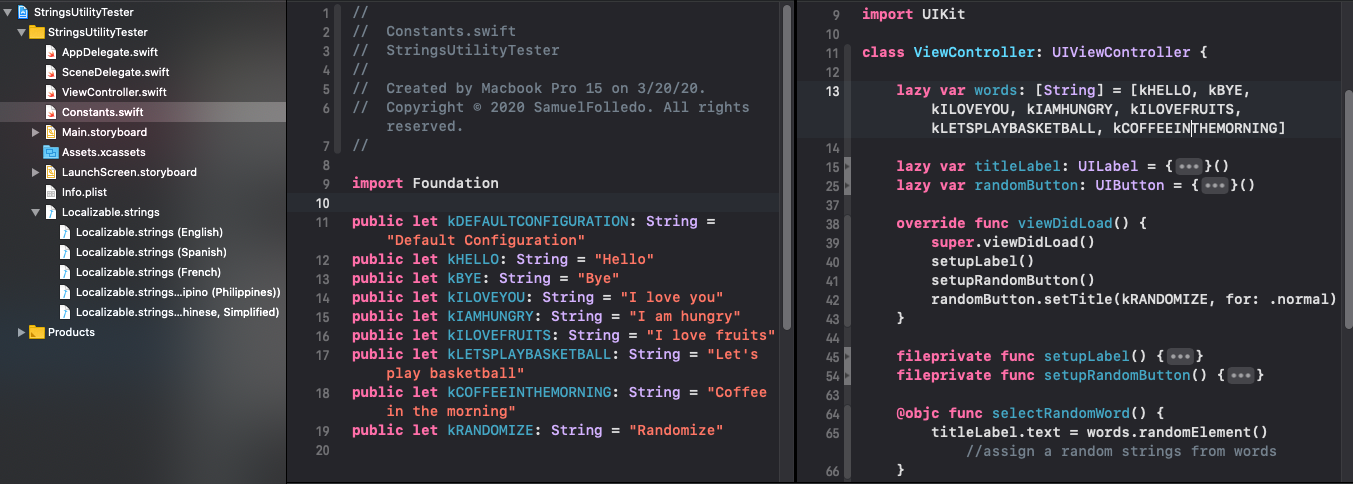 StringsUtilityTester
StringsUtilityTester
AppDelegate.swift
SceneDelegate.swift
ViewController.swift
Constants.swift
Main.storyboard
Assets.xcassets
LaunchScreen.storyboard
Info.plist
Localizable.strings
Localizable.strings (English)
Localizable.strings (Spanish)
Localizable.strings (French)
Localizable.strings...ipino (Philippines))
Localizable.strings...hinese, Simplified)
Products
1 //
2 //  Constants.swift
3 //  StringsUtilityTester
4 //
5 //  Created by Macbook Pro 15 on 3/20/20.
6 //  Copyright © 2020 SamuelFolledo. All rights
reserved.
7 //
8
9 import Foundation
10
11 public let kDEFAULTCONFIGURATION: String =
"Default Configuration"
12 public let kHELLO: String = "Hello"
13 public let kBYE: String = "Bye"
14 public let kILOVEYOU: String = "I love you"
15 public let kIAMHUNGRY: String = "I am hungry"
16 public let kILOVEFRUITS: String = "I love fruits"
17 public let kLETSPLAYBASKETBALL: String = "Let's
play basketball"
18 public let kCOFFEEINTHEMORNING: String = "Coffee
in the morning"
19 public let kRANDOMIZE: String = "Randomize"
20
9 import UIKit
10
11 class ViewController: UIViewController {
12
13 lazy var words: [String] = [kHELLO, kBYE,
kILOVEYOU, kIAMHUNGRY, kILOVEFRUITS,
kLETSPLAYBASKETBALL, kCOFFEEINTHEMORNING]
14
15 lazy var titleLabel: UILabel = {•••}()
25 lazy var randomButton: UIButton = {•••}()
37
38 override func viewDidLoad() {
39 super.viewDidLoad()
40 setupLabel()
41 setupRandomButton()
42 randomButton.setTitle(kRANDOMIZE, for: .normal)
43 }
44
45 fileprivate func setupLabel() {•••}
54 fileprivate func setupRandomButton() {•••}
63
64 @objc func selectRandomWord() {
65 titleLabel.text = words.randomElement()
//assign a random strings from words
66 }